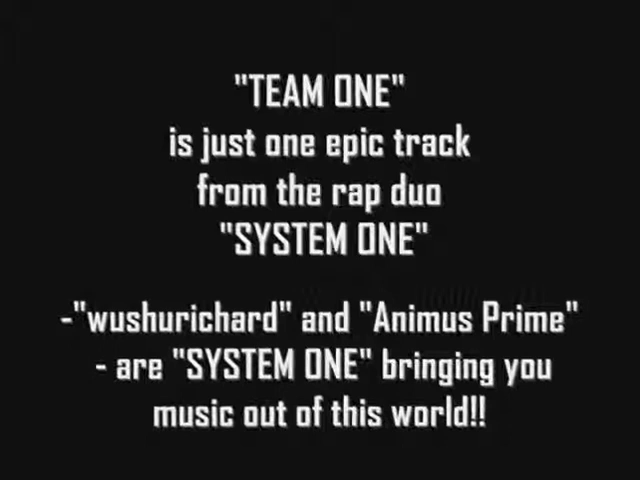 "TEAM ONE"
is just one epic track
from the rap duo
"SYSTEM ONE"
-"wushurichard" and "Animus Prime"
- are "SYSTEM ONE" bringing you
music out of this world!!